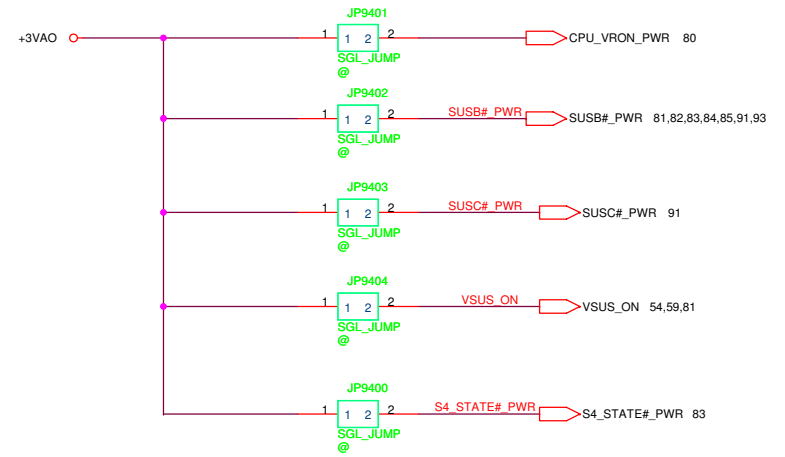 JP9401
+3VAO 1 1 2 2 CPU_VRON_PWR 80
SGL_JUMP
@
JP9402
1 1 2 2 SUSB#_PWR SUSB#_PWR 81,82,83,84,85,91,93
SGL_JUMP
@
JP9403
1 1 2 2 SUSC#_PWR SUSC#_PWR 91
SGL_JUMP
@
JP9404
1 1 2 2 VSUS_ON VSUS_ON 54,59,81
SGL_JUMP
@
JP9400
1 1 2 2 S4_STATE#_PWR S4_STATE#_PWR 83
SGL_JUMP
@